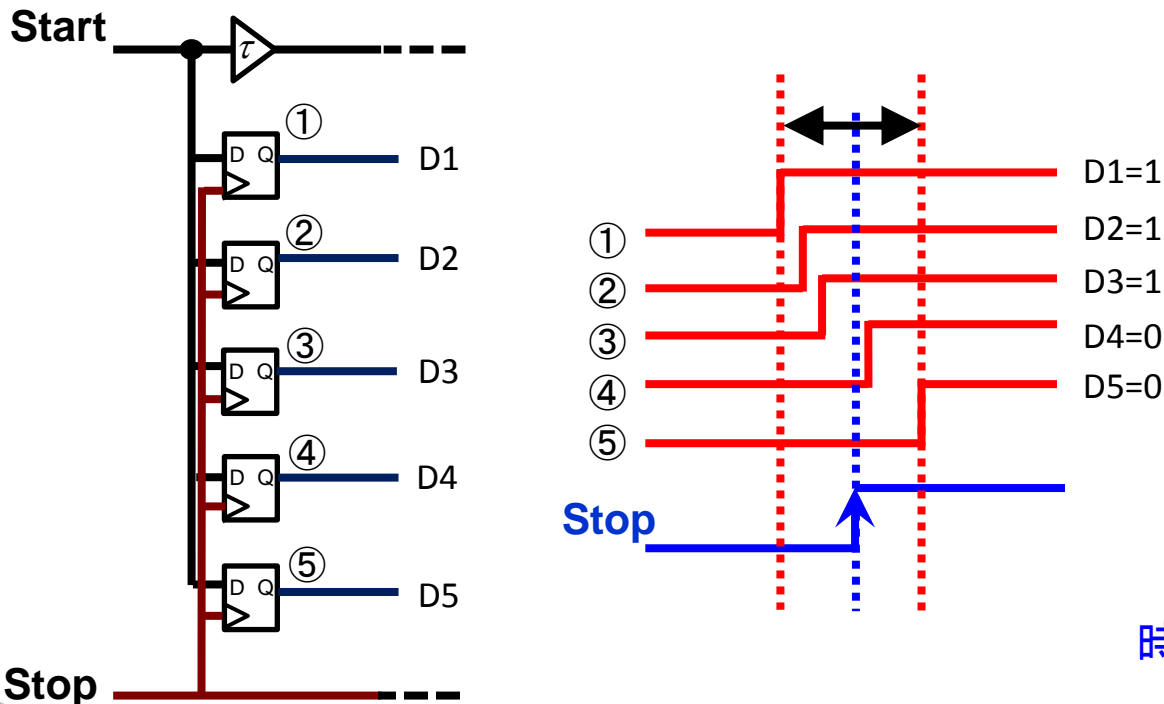 Start
τ
①
D Q
D1
②
D Q
D2
③
D Q
D3
④
D Q
D4
⑤
D Q
D5
Stop
① D1=1
② D2=1
③ D3=1
④ D4=0
⑤ D5=0
Stop